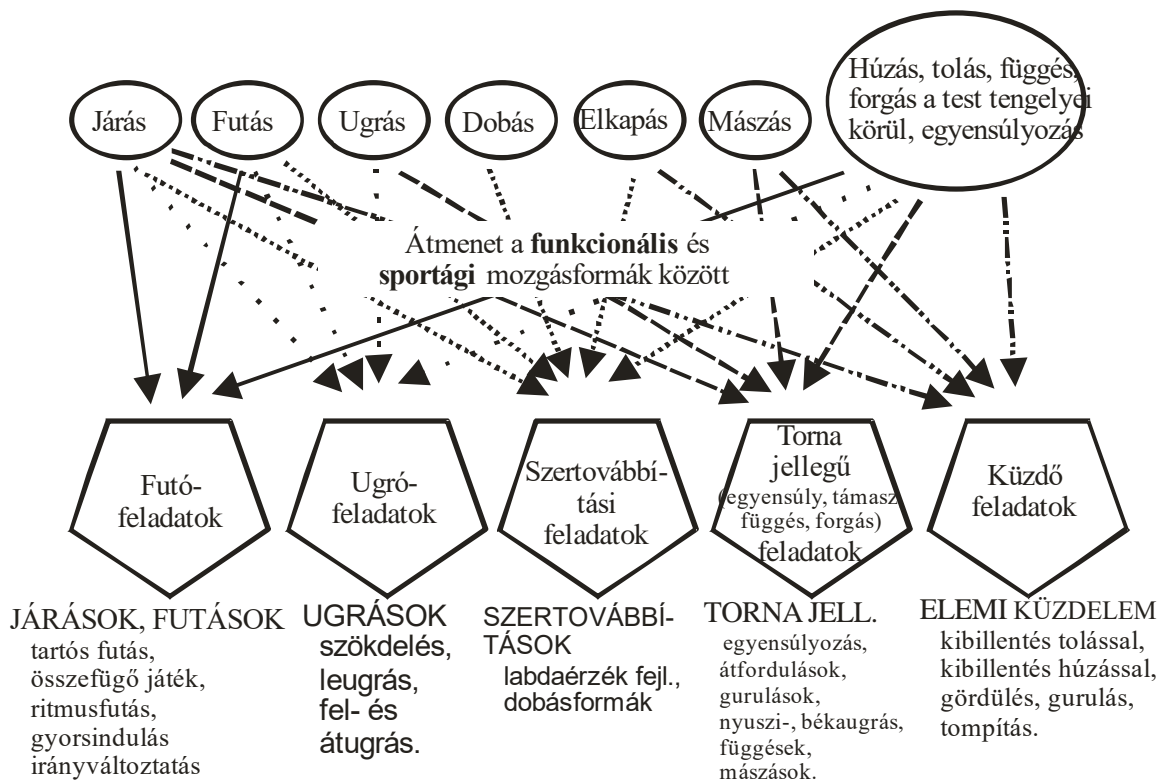 Járás
Futás
Ugrás
Dobás
Elkapás
Mászás
Húzás, tolás, függés,
forgás a test tengelyei
körül, egyensúlyozás
Átmenet a funkcionális és
sportági mozgásformák között
Futó-
feladatok
Ugró-
feladatok
Szertovábbí-
tási
feladatok
Torna
jellegű
(egyensúly, támasz
függés, forgás)
feladatok
Küzdő
feladatok
JÁRÁSOK, FUTÁSOK
tartós futás,
összefügő játék,
ritmusfutás,
gyorsindulás
irányváltoztatás
UGRÁSOK
szökdelés,
leugrás,
fel- és
átugrás.
SZERTOVÁBBÍ-
TÁSOK
labdaérzék fejl.,
dobásformák
TORNA JELL.
egyensúlyozás,
átfordulások,
gurulások,
nyuszi-, békaugrás,
függések,
mászások.
ELEMI KÜZDELEM
kibillentés tolással,
kibillentés húzással,
gördülés, gurulás,
tompítás.